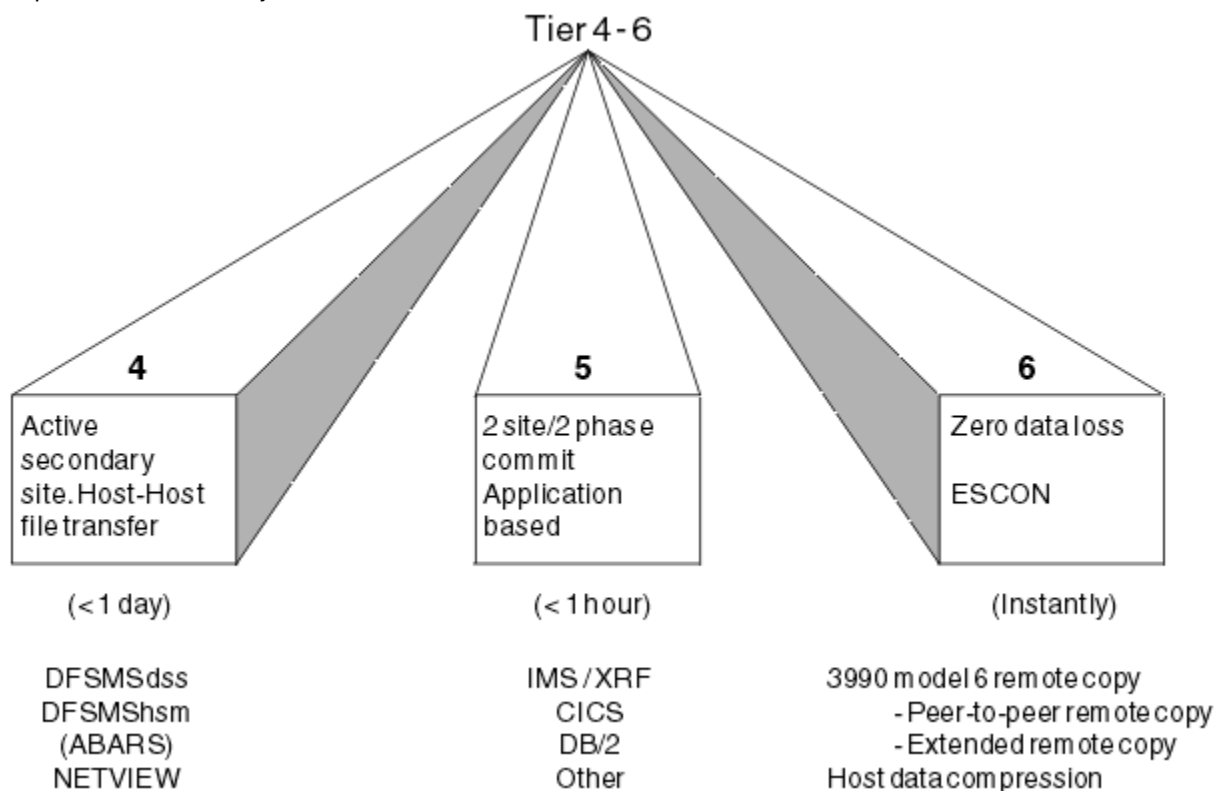 Tier 4-6
4
Active
secondary
site. Host-Host
file transfer
(< 1 day)
DFSMSdss
DFSMShsm
(ABARS)
NETVIEW
5
2 site/2 phase
commit
Application
based
(< 1 hour)
IMS / XRF
CICS
DB/2
Other
6
Zero data loss
ESCON
(Instantly)
3990 model 6 remote copy
- Peer-to-peer remote copy
- Extended remote copy
Host data compression